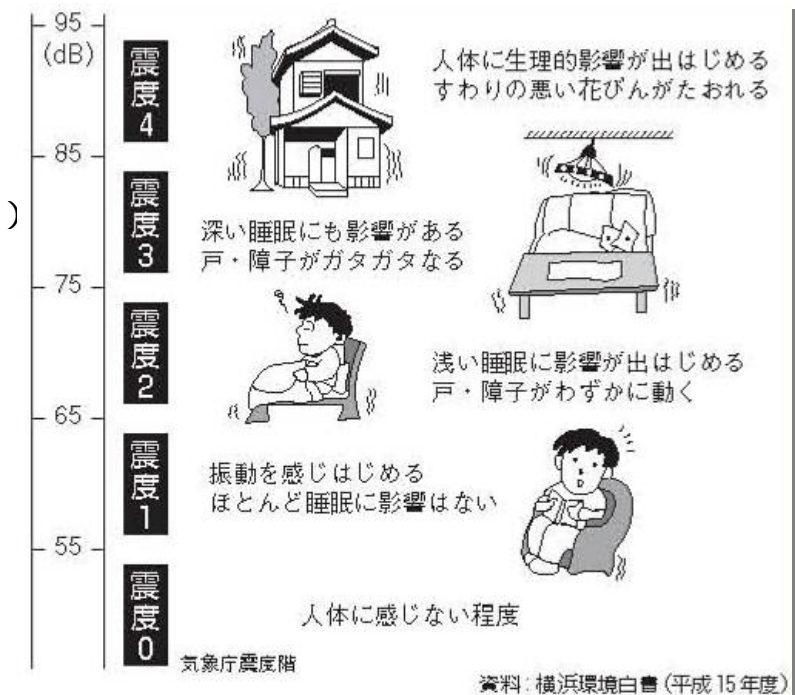 95
(dB)
震度4
人体に生理的影響が出はじめる
すわりの悪い花びんがたおれる
85
)
震度3
深い睡眠にも影響がある
戸・障子がガタガタなる
75
震度2
浅い睡眠に影響が出はじめる
戸・障子がわずかに動く
65
震度1
振動を感じはじめる
ほとんど睡眠に影響はない
55
震度0
人体に感じない程度
気象庁震度階
資料:横浜環境白書(平成15年度)